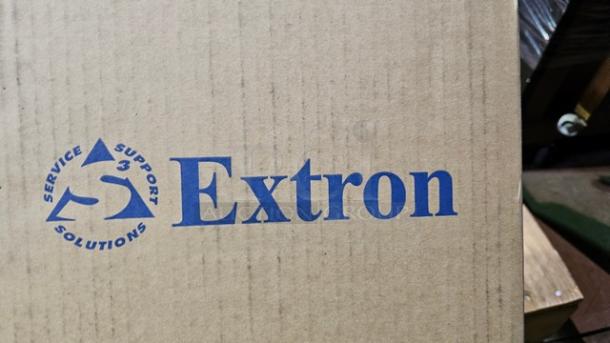 SERVICE SUPPORT SOLUTIONS
S3
Extron